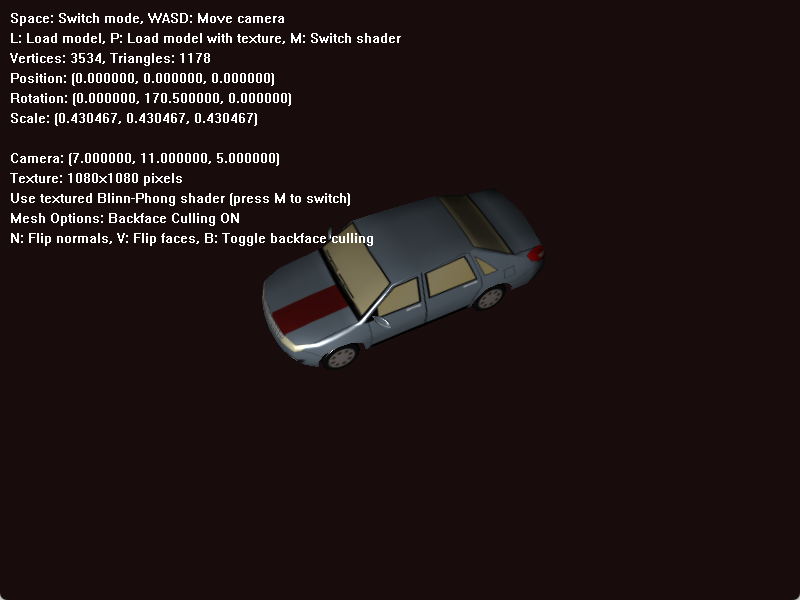 Space: Switch mode, WASD: Move camera
L: Load model, P: Load model with texture, M: Switch shader
Vertices: 3534, Triangles: 1178
Position: (0.000000, 0.000000, 0.000000)
Rotation: (0.000000, 170.500000, 0.000000)
Scale: (0.430467, 0.430467, 0.430467)
Camera: (7.000000, 11.000000, 5.000000)
Texture: 1080x1080 pixels
Use textured Blinn-Phong shader (press M to switch)
Mesh Options: Backface Culling ON
N: Flip normals, V: Flip faces, B: Toggle backface culling